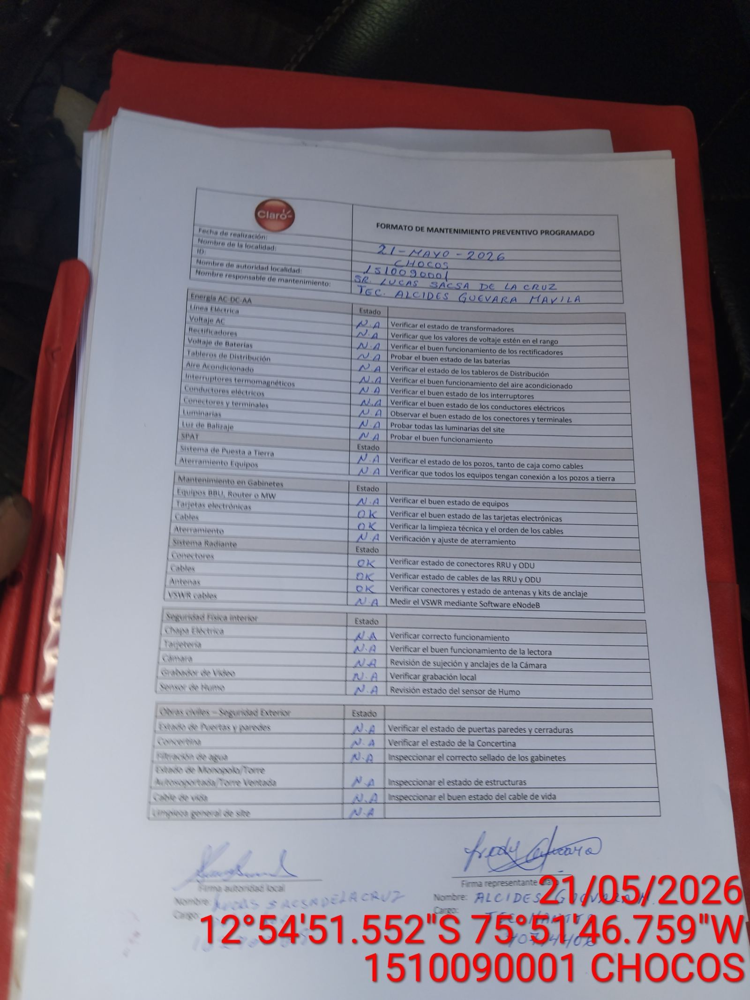 Claro
FORMATO DE MANTENIMIENTO PREVENTIVO PROGRAMADO
Fecha de realización: 21-MAYO-2026
Nombre de la localidad: CHOCOS
ID: 1510090001
Nombre de autoridad localidad: SR. LUCAS SACSA DE LA CRUZ
Nombre responsable de mantenimiento: TEC. ALCIDES GUEVARA MAVILA
Energía AC-DC-AA Estado
Línea Eléctrica N.A Verificar el estado de transformadores
Voltaje AC N.A Verificar que los valores de voltaje estén en el rango
Rectificadores N.A Verificar el buen funcionamiento de los rectificadores
Voltaje de Baterías N.A Probar el buen estado de las baterías
Tableros de Distribución N.A Verificar el estado de los tableros de Distribución
Aire Acondicionado N.A Verificar el buen funcionamiento del aire acondicionado
Interruptores termomagnéticos N.A Verificar el buen estado de los interruptores
Conductores eléctricos N.A Verificar el buen estado de los conductores eléctricos
Conectores y terminales N.A Observar el buen estado de los conectores y terminales
Luminarias N.A Probar todas las luminarias del site
Luz de Balizaje N.A Probar el buen funcionamiento
SPAT Estado
Sistema de Puesta a Tierra N.A Verificar el estado de los pozos, tanto de caja como cables
Aterramiento Equipos N.A Verificar que todos los equipos tengan conexión a los pozos a tierra
Mantenimiento en Gabinetes Estado
Equipos BBU, Router o MW N.A Verificar el buen estado de equipos
Tarjetas electrónicas OK Verificar el buen estado de las tarjetas electrónicas
Cables OK Verificar la limpieza técnica y el orden de los cables
Aterramiento N.A Verificación y ajuste de aterramiento
Sistema Radiante Estado
Conectores OK Verificar estado de conectores RRU y ODU
Cables OK Verificar estado de cables de las RRU y ODU
Antenas OK Verificar conectores y estado de antenas y kits de anclaje
VSWR cables N.A Medir el VSWR mediante Software eNodeB
Seguridad Física interior Estado
Chapa Eléctrica N.A Verificar correcto funcionamiento
Tarjetería N.A Verificar el buen funcionamiento de la lectora
Cámara N.A Revisión de sujeción y anclajes de la Cámara
Grabador de Video N.A Verificar grabación local
Sensor de Humo N.A Revisión estado del sensor de Humo
Obras civiles – Seguridad Exterior Estado
Estado de Puertas y paredes N.A Verificar el estado de puertas paredes y cerraduras
Concertina N.A Verificar el estado de la Concertina
Filtración de agua N.A Inspeccionar el correcto sellado de los gabinetes
Estado de Monopolo/Torre
Autosoportada/Torre Ventada N.A Inspeccionar el estado de estructuras
Cable de vida N.A Inspeccionar el buen estado del cable de vida
Limpieza general de site N.A
Firma autoridad local Firma representante
Nombre: LUCAS SACSA DE LA CRUZ Nombre: ALCIDES
Cargo: Cargo:
21/05/2026
12°54'51.552"S 75°51'46.759"W
1510090001 CHOCOS